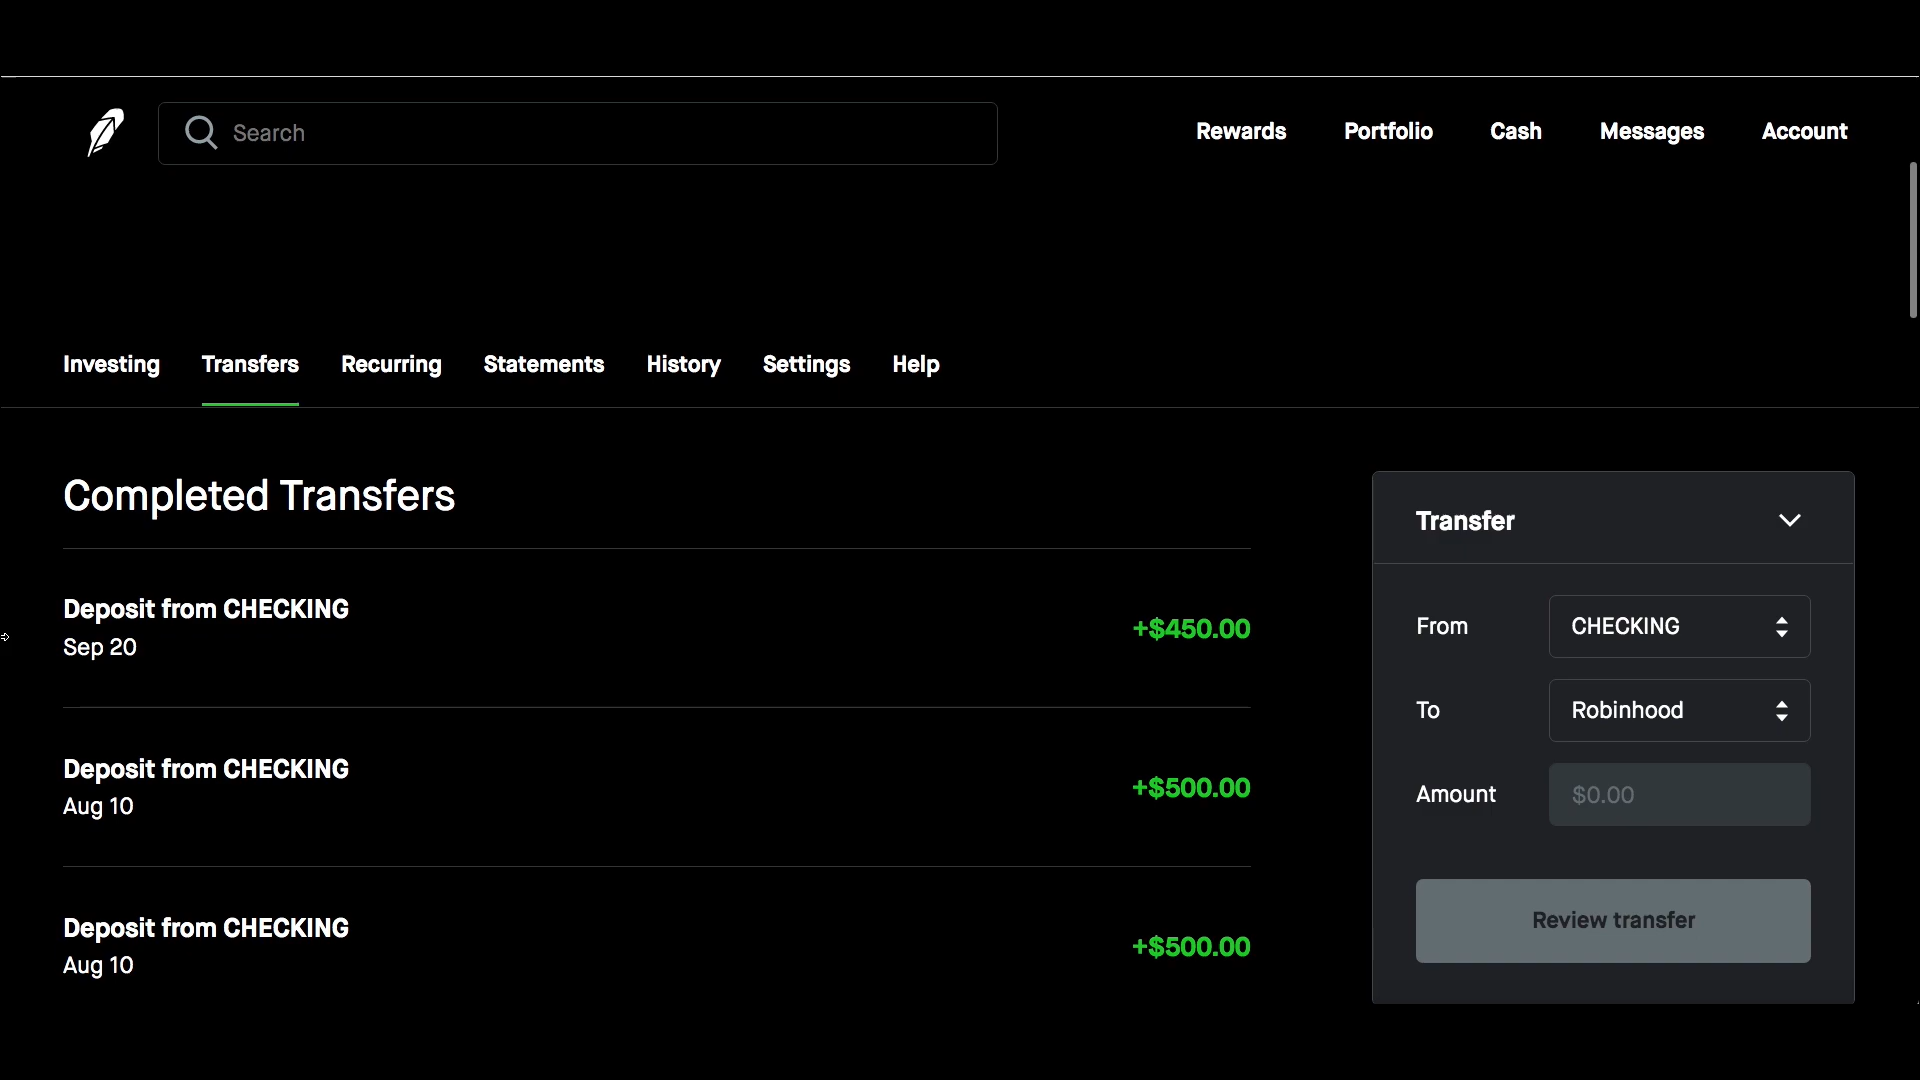 Search
Rewards
Portfolio
Cash
Messages
Account
Investing
Transfers
Recurring
Statements
History
Settings
Help
Completed Transfers
Deposit from CHECKING
Sep 20
+$450.00
Deposit from CHECKING
Aug 10
+$500.00
Deposit from CHECKING
Aug 10
+$500.00
Transfer
From
CHECKING
To
Robinhood
Amount
$0.00
Review transfer